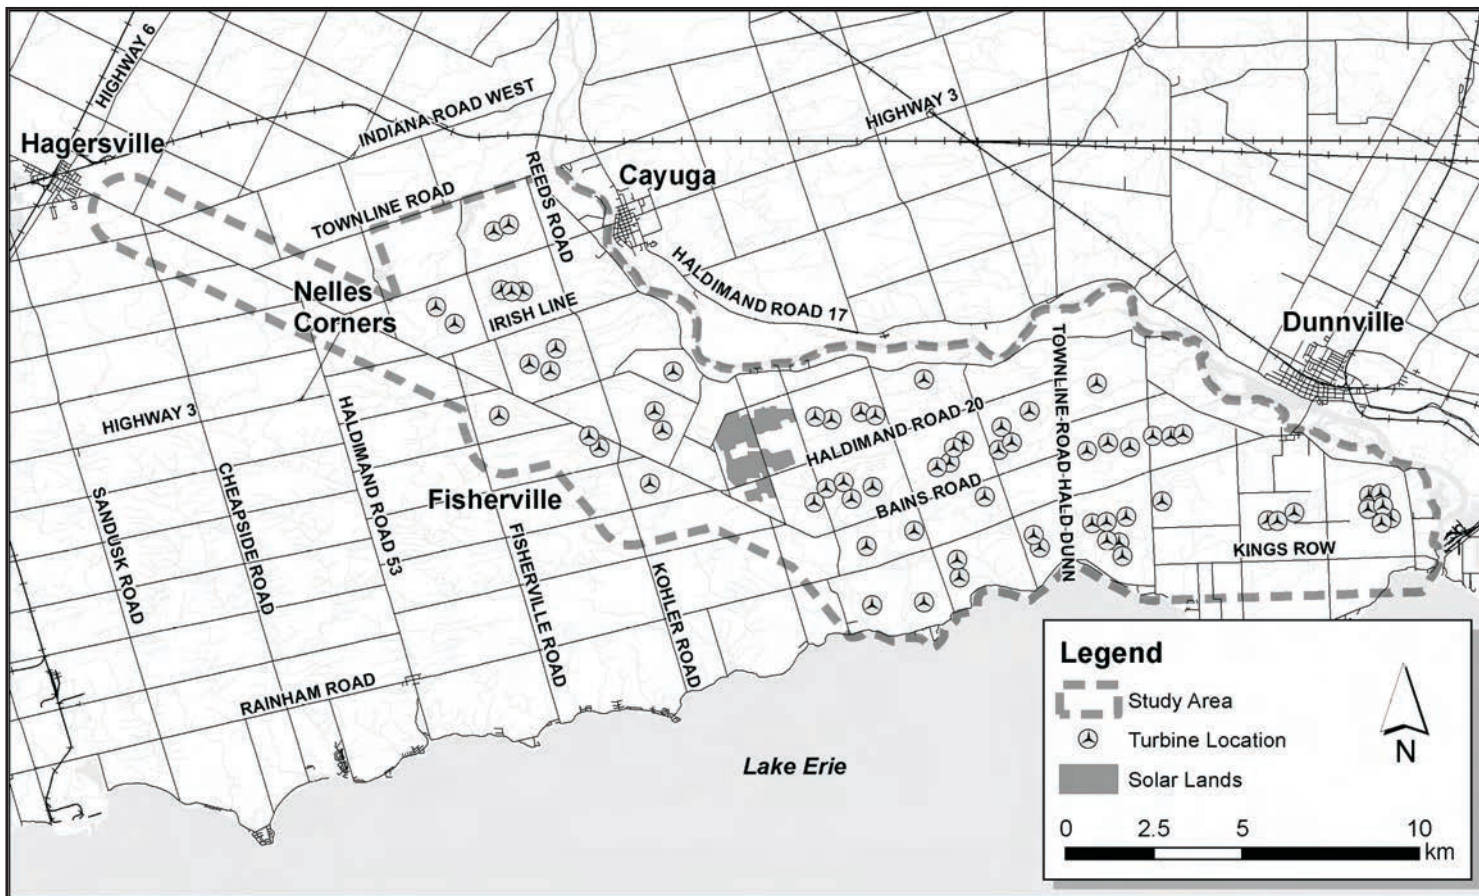 HIGHWAY 6
INDIANA ROAD WEST
HIGHWAY 3
Hagersville
REEDS ROAD
Cayuga
TOWNLINE ROAD
HALDIMAND ROAD 17
Nelles
Corners
IRISH LINE
Dunnville
TOWNLINE-ROAD-HALD-DUNN
HIGHWAY 3
HALDIMAND ROAD 53
HALDIMAND-ROAD-20
CHEAPSIDE ROAD
SANDUSK ROAD
Fisherville
BAINS ROAD
FISHERVILLE ROAD
KOHLER ROAD
KINGS ROW
RAINHAM ROAD
Lake Erie
Legend
Study Area
Turbine Location
Solar Lands
N
0 2.5 5 10
km